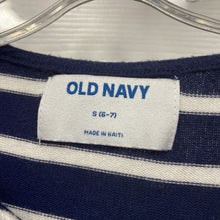 OLD NAVY
S (6-7)
MADE IN HAITI